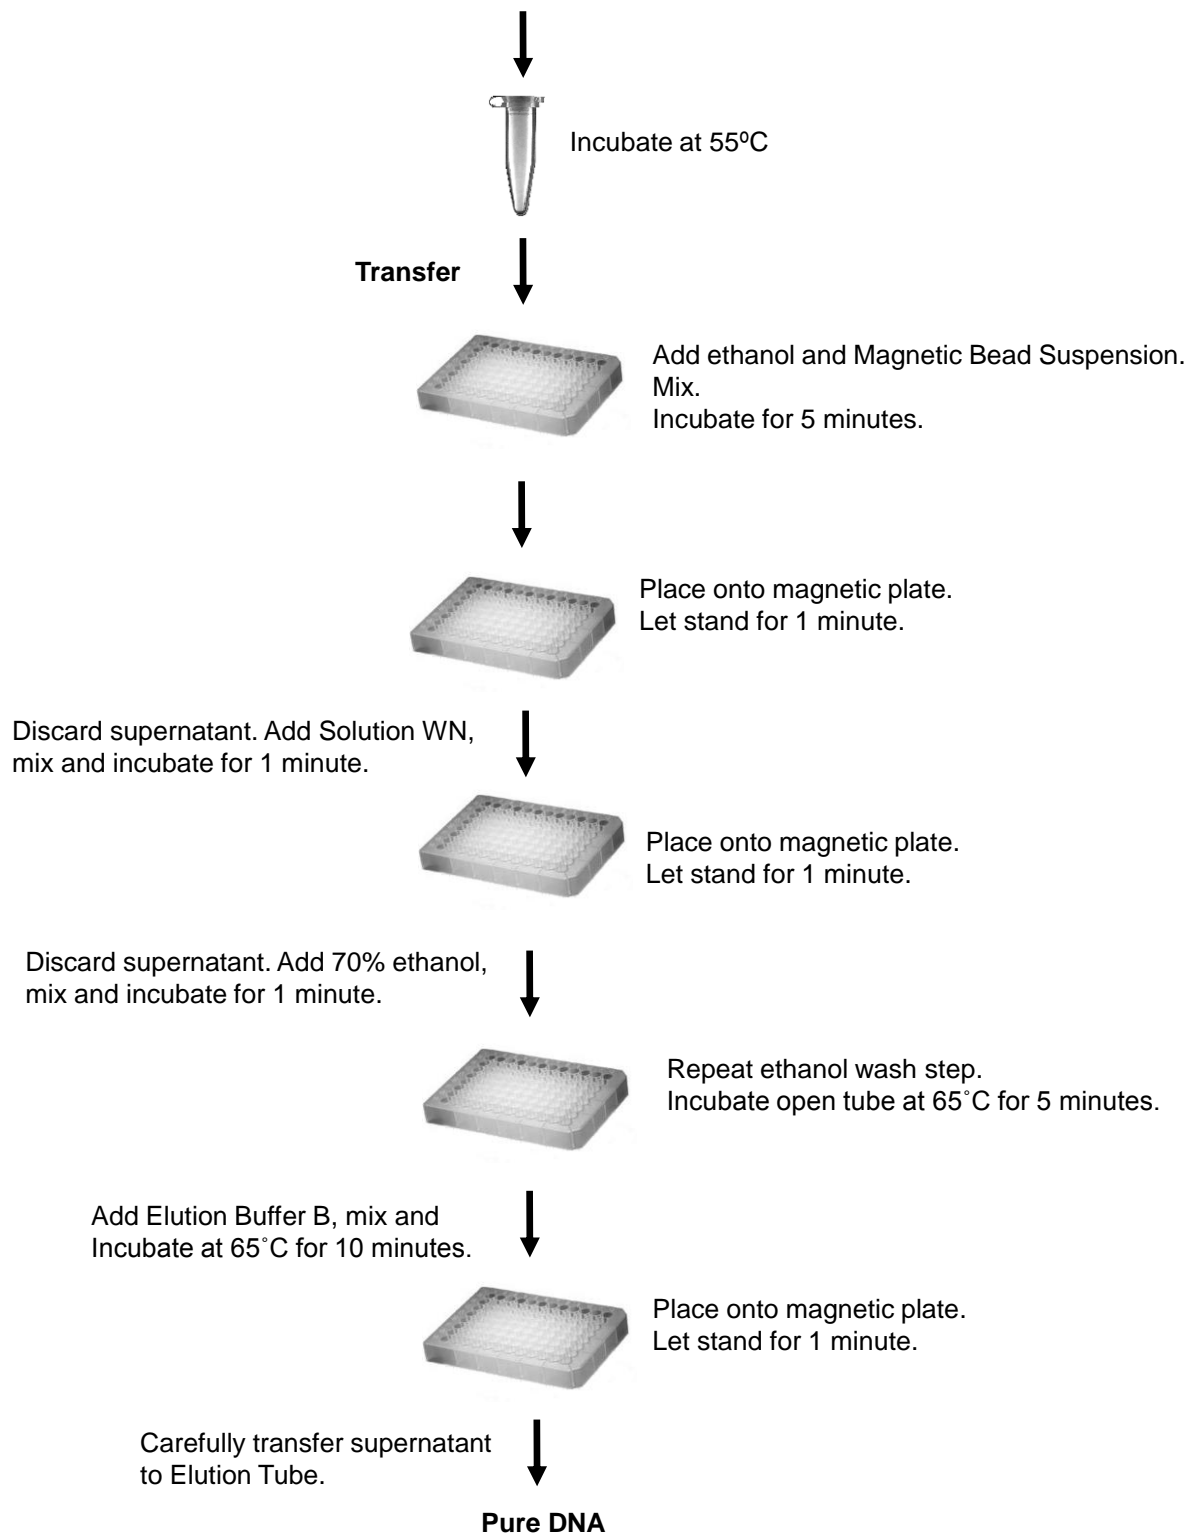 Incubate at 55ºC
Transfer
Add ethanol and Magnetic Bead Suspension.
Mix.
Incubate for 5 minutes.
Place onto magnetic plate.
Let stand for 1 minute.
Discard supernatant. Add Solution WN,
mix and incubate for 1 minute.
Place onto magnetic plate.
Let stand for 1 minute.
Discard supernatant. Add 70% ethanol,
mix and incubate for 1 minute.
Repeat ethanol wash step.
Incubate open tube at 65˚C for 5 minutes.
Add Elution Buffer B, mix and
Incubate at 65˚C for 10 minutes.
Place onto magnetic plate.
Let stand for 1 minute.
Carefully transfer supernatant
to Elution Tube.
Pure DNA